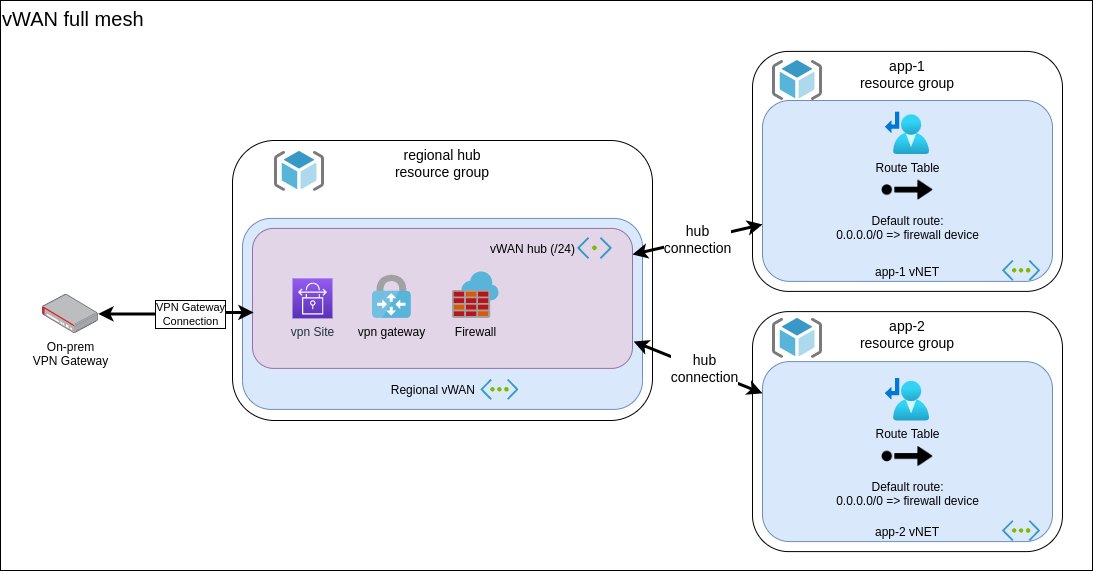 vWAN full mesh
app-1
resource group
Route Table
Default route:
0.0.0.0/0 => firewall device
app-1 vNET
regional hub
resource group
vWAN hub (/24)
vpn Site
vpn gateway
Firewall
Regional vWAN
hub
connection
hub
connection
VPN Gateway
Connection
On-prem
VPN Gateway
app-2
resource group
Route Table
Default route:
0.0.0.0/0 => firewall device
app-2 vNET